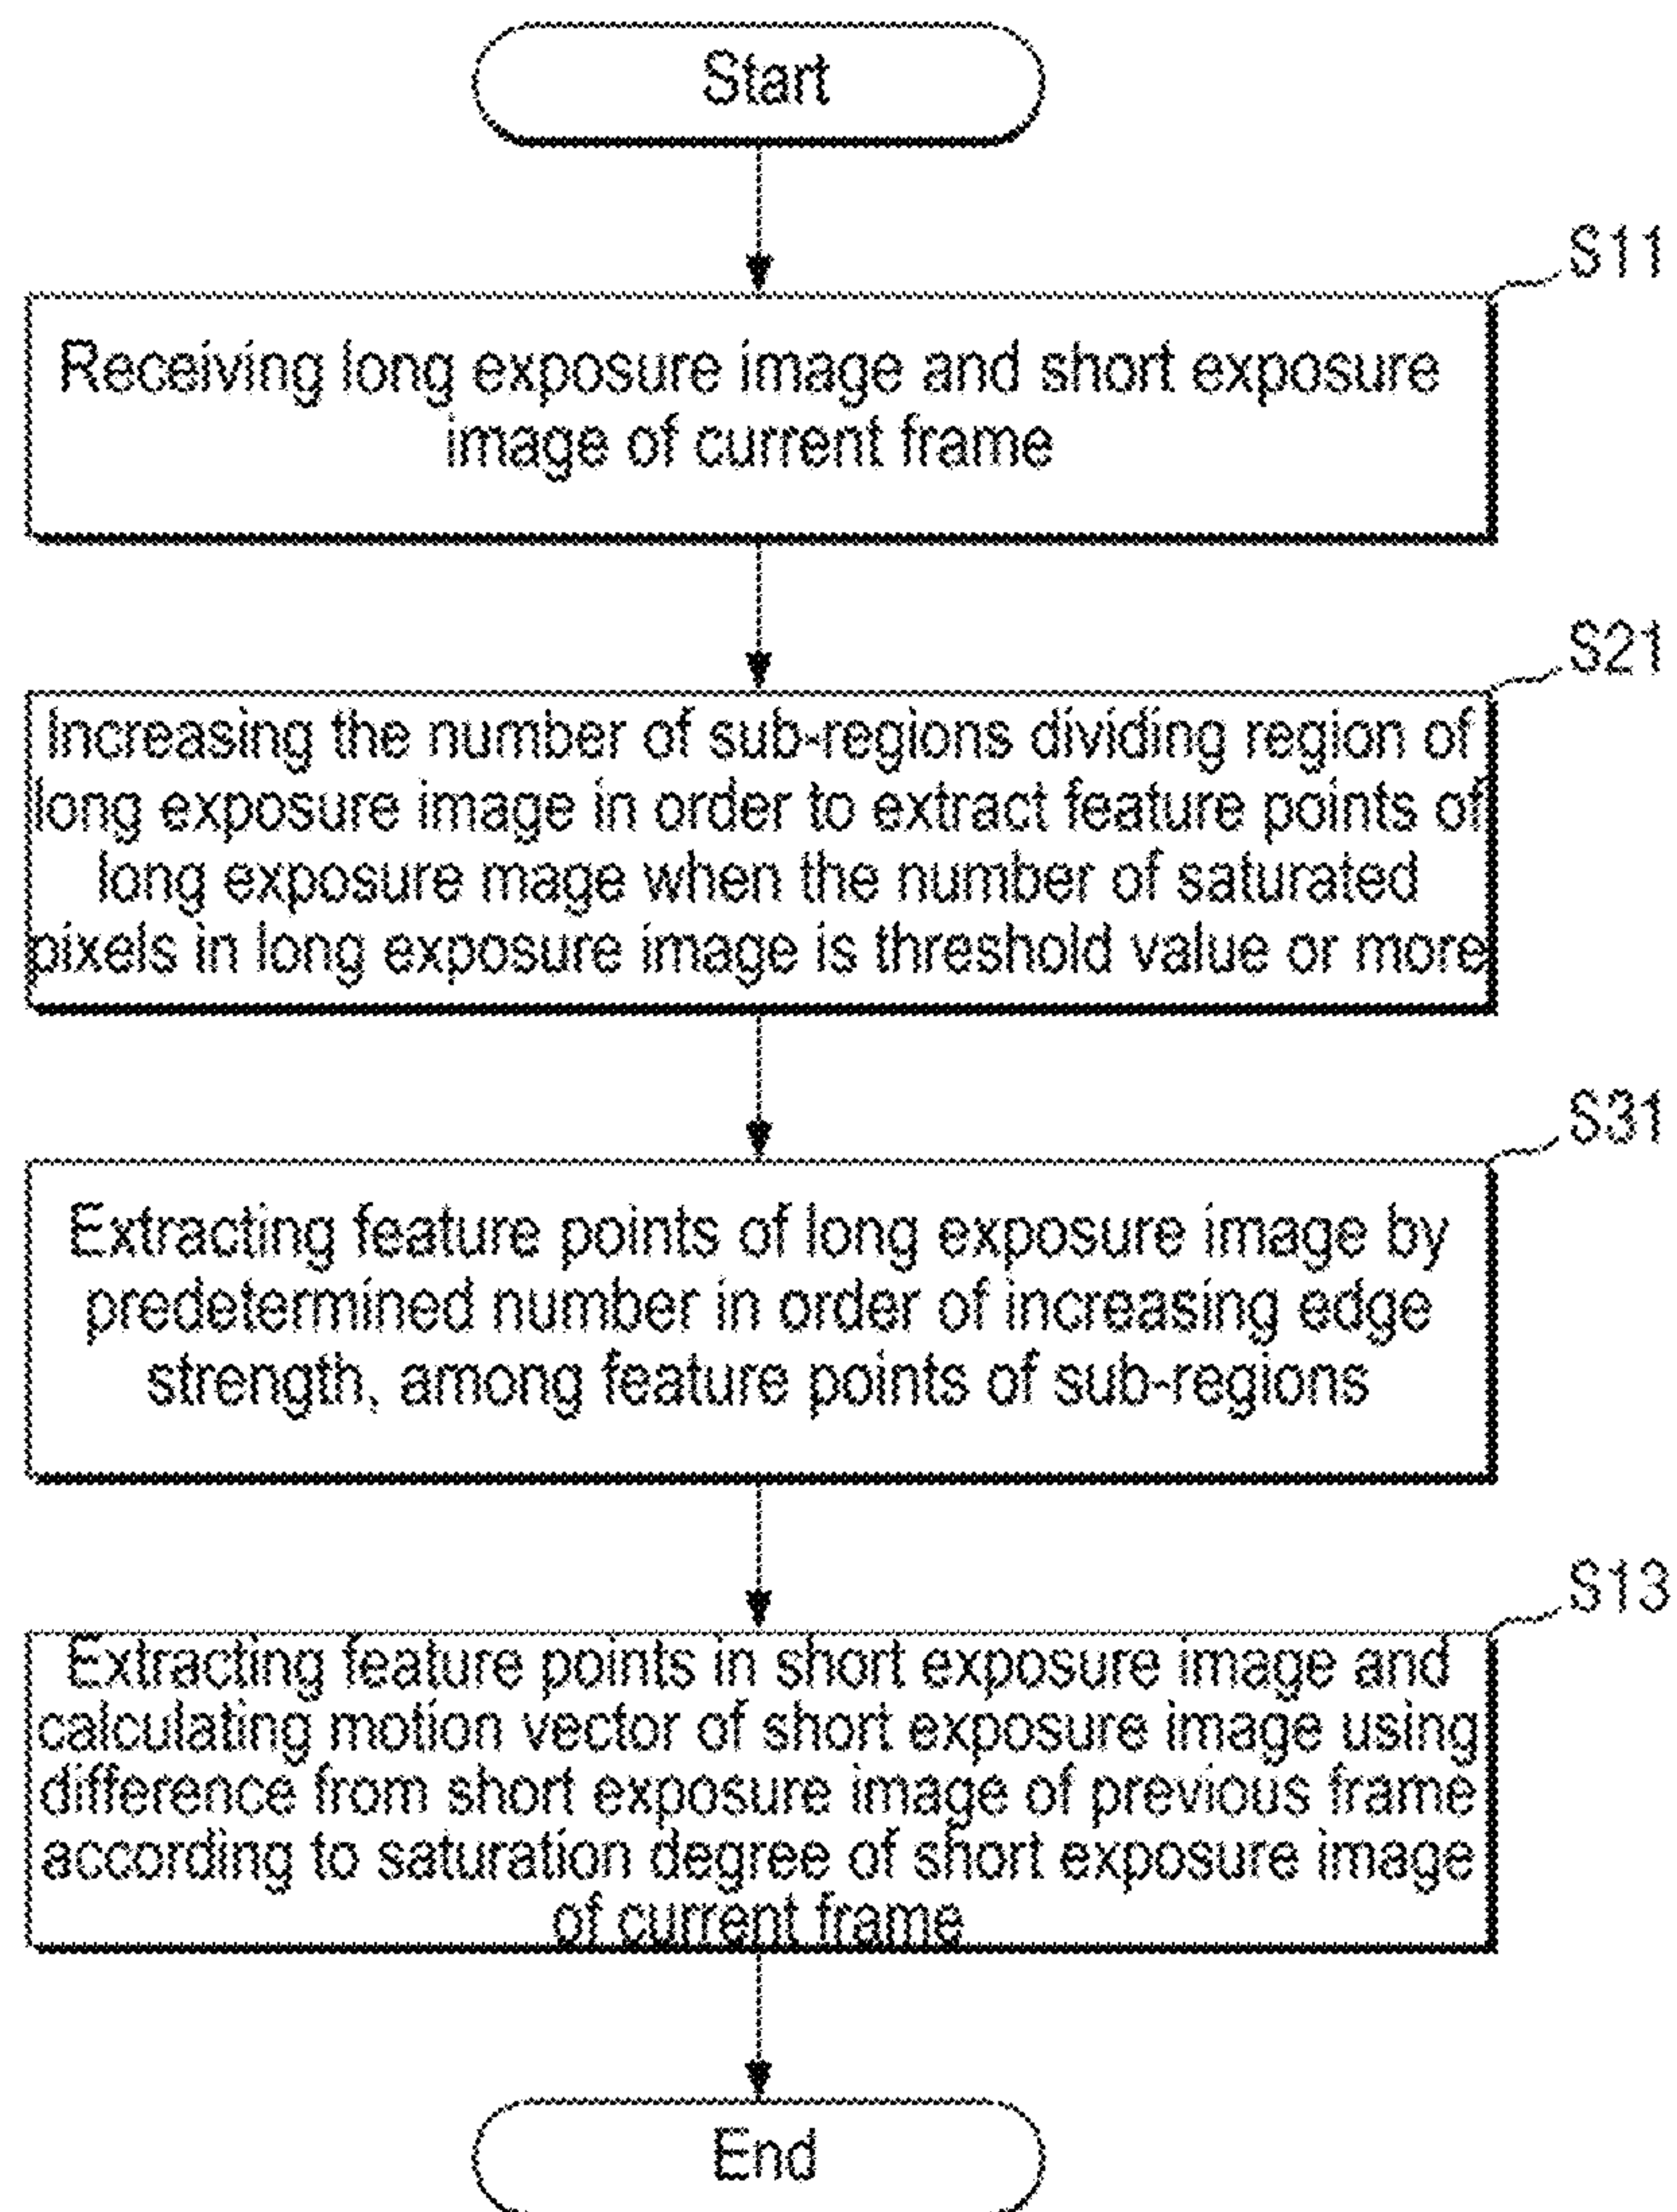 Start
S11
Receiving long exposure image and short exposure
image of current frame
S21
Increasing the number of sub-regions dividing region of
long exposure image in order to extract feature points of
long exposure mage when the number of saturated
pixels in long exposure image is threshold value or more
S31
Extracting feature points of long exposure image by
predetermined number in order of increasing edge
strength, among feature points of sub-regions
S13
Extracting feature points in short exposure image and
calculating motion vector of short exposure image using
difference from short exposure image of previous frame
according to saturation degree of short exposure image
of current frame
End